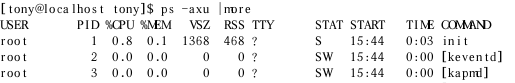 [tony@localhost tony]$ ps -axu |more
USER PID %CPU %MEM VSZ RSS TTY STAT START TIME COMMAND
root 1 0.8 0.1 1368 468 ? S 15:44 0:03 init
root 2 0.0 0.0 0 0 ? SW 15:44 0:00 [keventd]
root 3 0.0 0.0 0 0 ? SW 15:44 0:00 [kapmd]